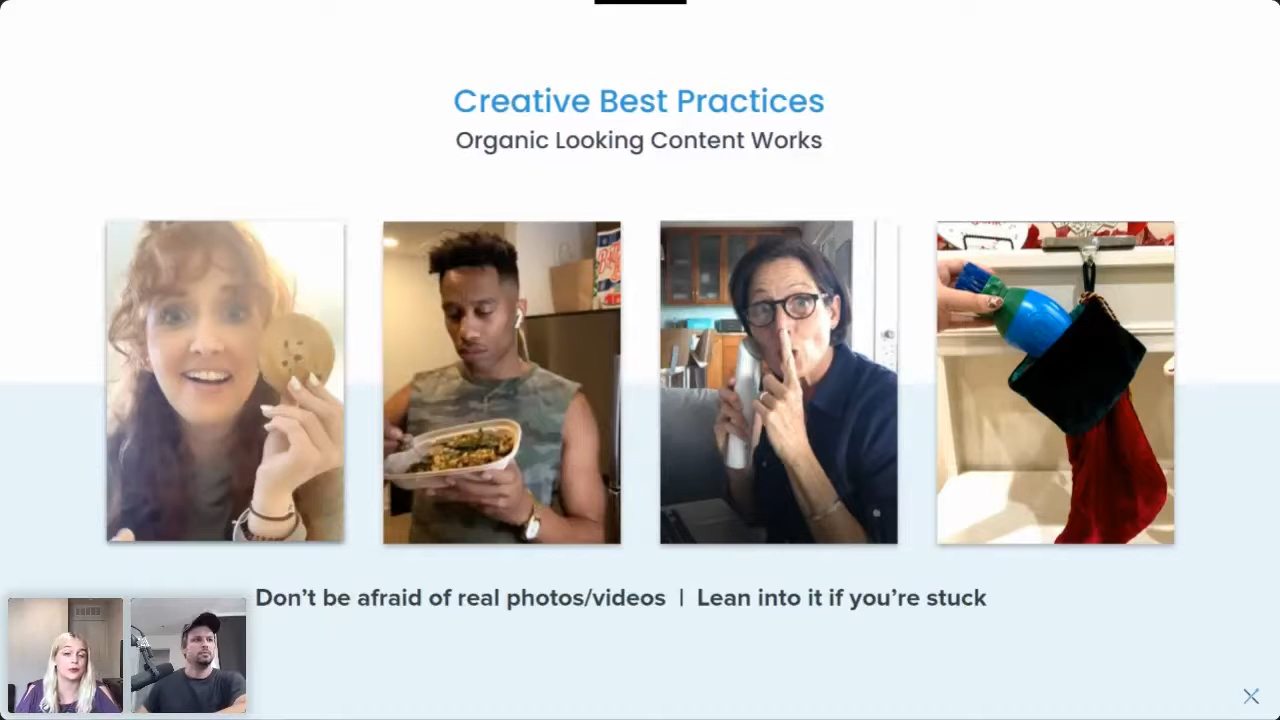 Creative Best Practices
Organic Looking Content Works
Don’t be afraid of real photos/videos | Lean into it if you’re stuck